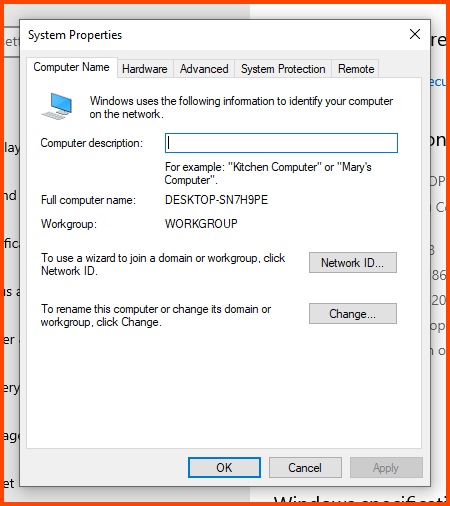 System Properties
Computer Name
Hardware
Advanced
System Protection
Remote
Windows uses the following information to identify your computer
on the network.
Computer description:
For example: "Kitchen Computer" or "Mary's
Computer".
Full computer name:
DESKTOP-SN7H9PE
Workgroup:
WORKGROUP
To use a wizard to join a domain or workgroup, click
Network ID.
Network ID...
To rename this computer or change its domain or
workgroup, click Change.
Change...
OK
Cancel
Apply